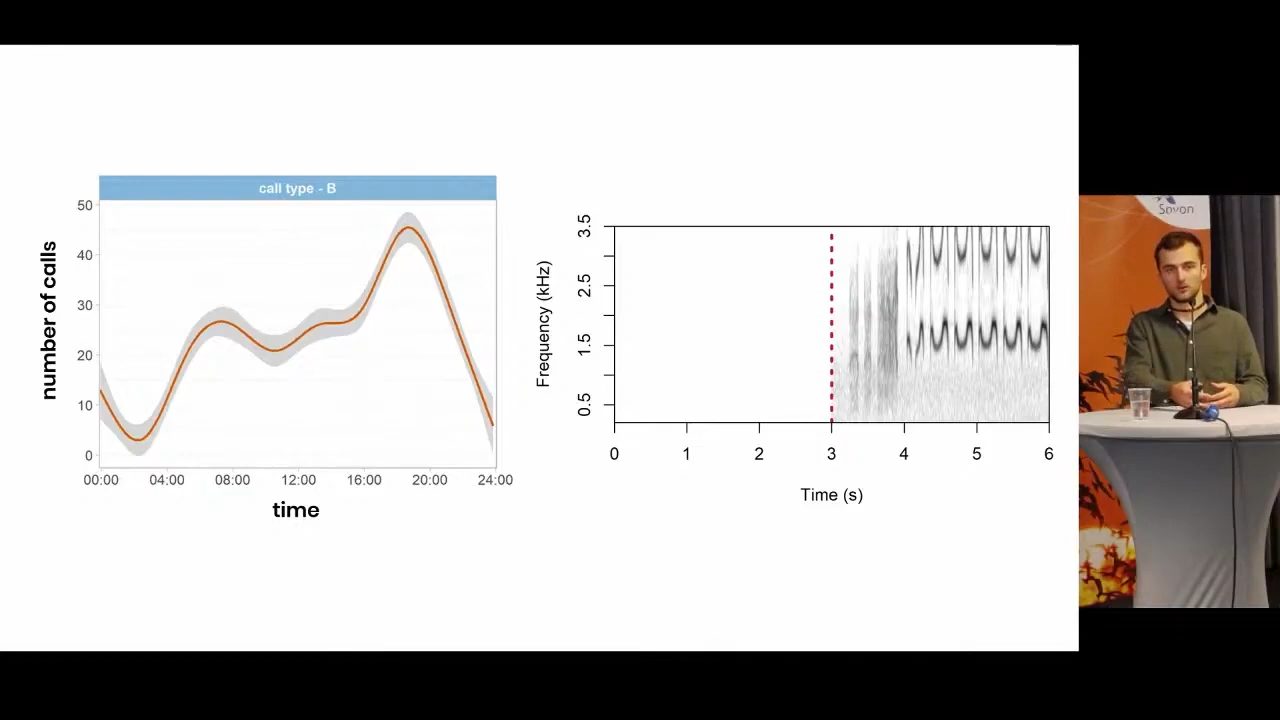 call type - B
number of calls
50
40
30
20
10
0
00:00 04:00 08:00 12:00 16:00 20:00 24:00
time
Frequency (kHz)
3.5
2.5
1.5
0.5
0 1 2 3 4 5 6
Time (s)
Sovon